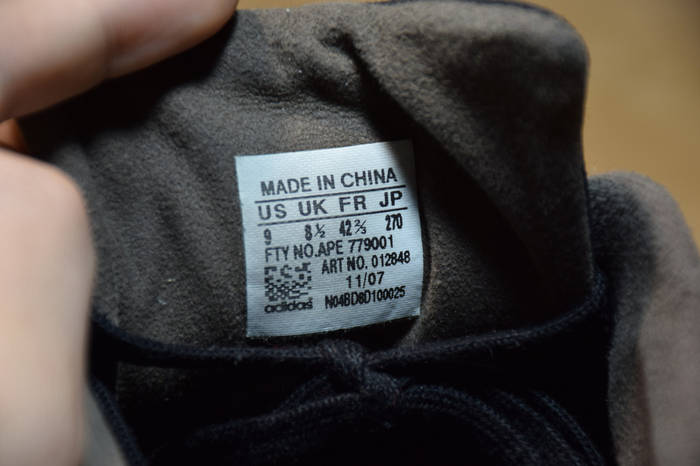 MADE IN CHINA
US UK FR JP
9 8½ 42⅔ 270
FTY NO.APE 779001
ART NO. 012848
11/07
adidas N04BD8D100025